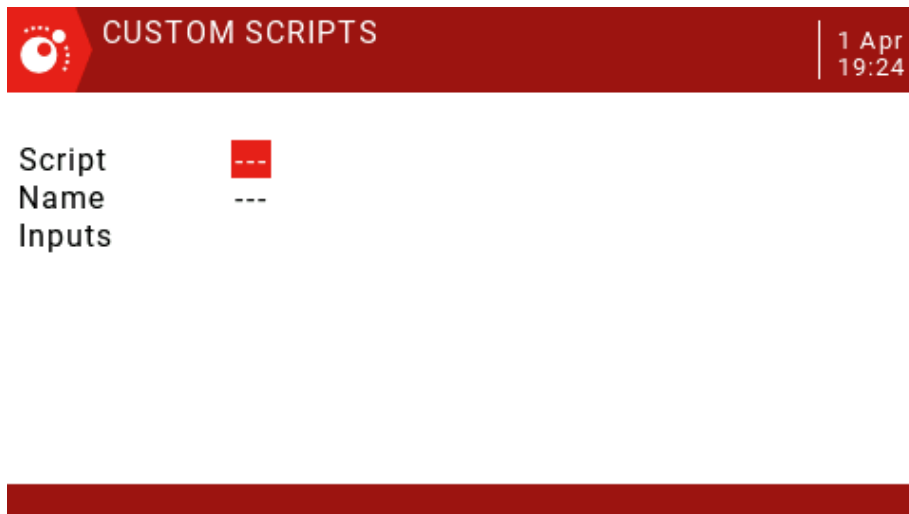 CUSTOM SCRIPTS
1 Apr
19:24
Script ---
Name ---
Inputs